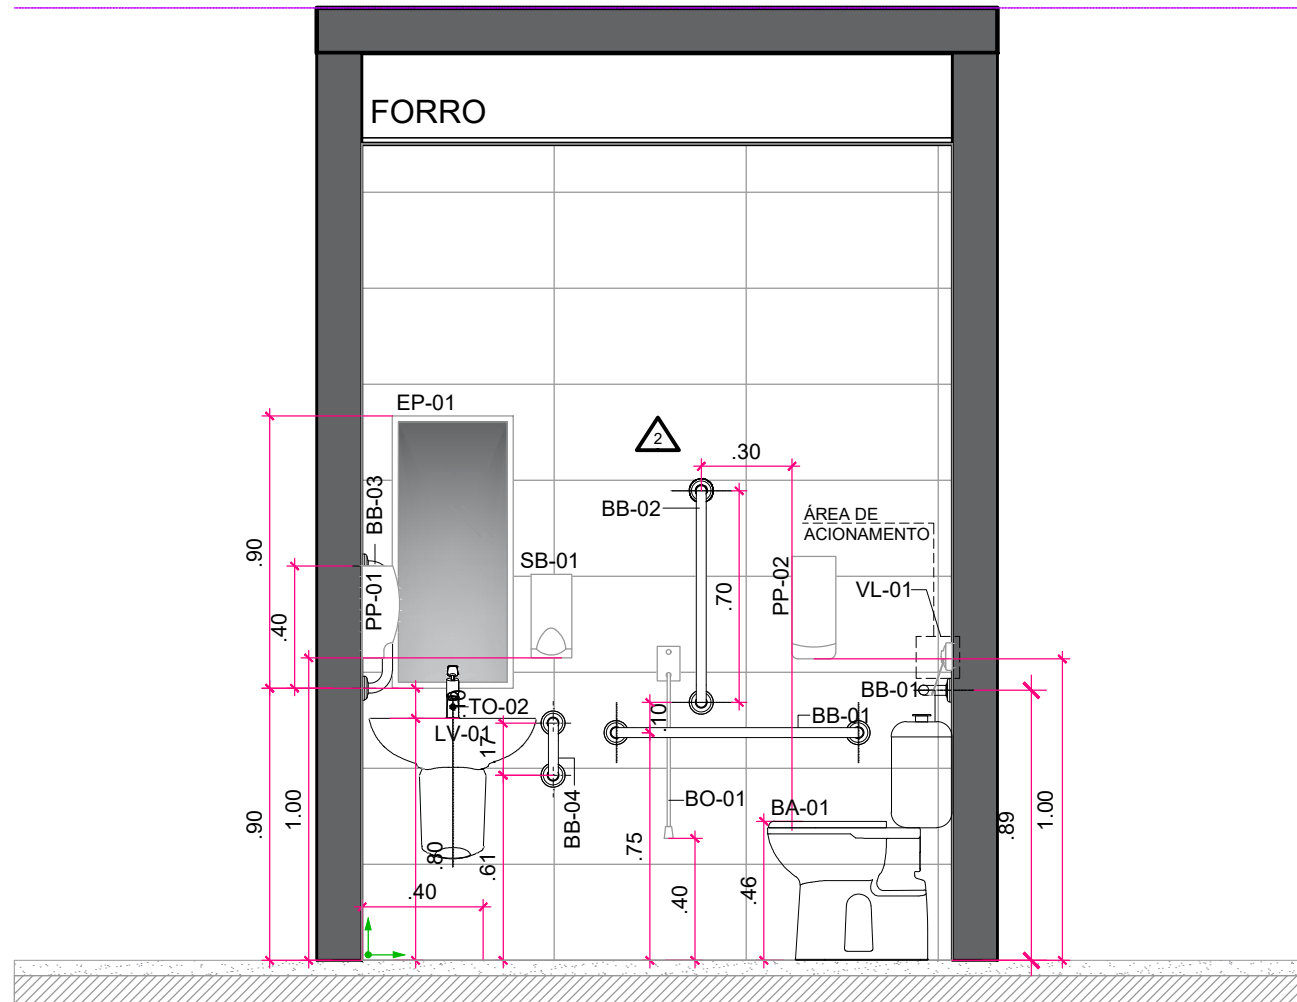 FORRO
EP-01
2
.30
BB-03
BB-02
ÁREA DE
ACIONAMENTO
.90
SB-01
PP-02
VL-01
PP-01
.70
.40
BB-01
TO-02
.10
BB-01
LV-01
.17
BO-01
BA-01
BB-04
.90
1.00
.80
.61
.75
.40
.46
.89
1.00
.40